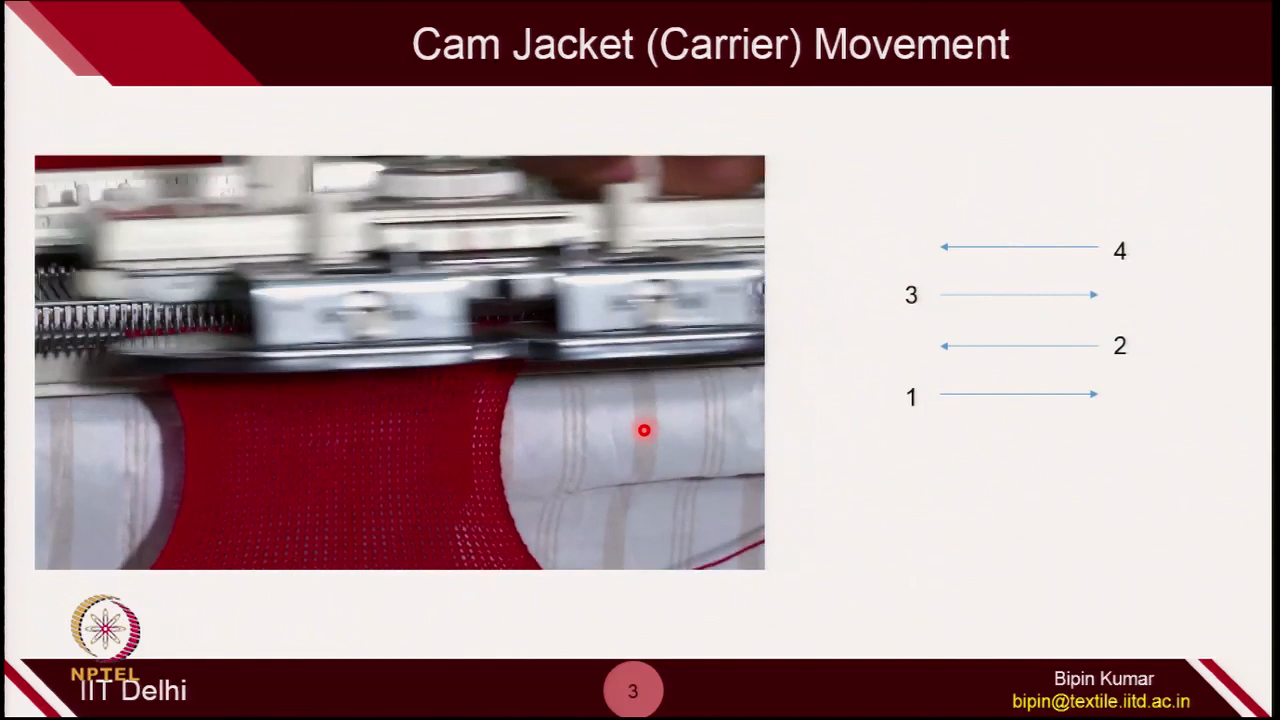 Cam Jacket (Carrier) Movement
4
3
2
1
NPTEL
IIT Delhi
3
Bipin Kumar
bipin@textile.iitd.ac.in